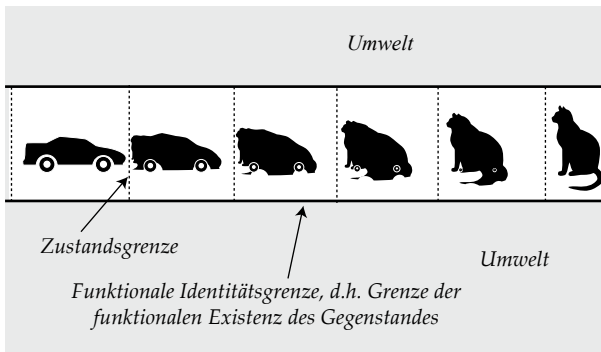 Umwelt
Zustandsgrenze
Umwelt
Funktionale Identitätsgrenze, d.h. Grenze der
funktionalen Existenz des Gegenstandes